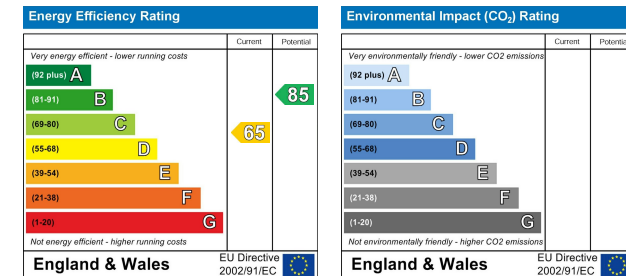 Energy Efficiency Rating
Current Potential
Very energy efficient - lower running costs
(92 plus) A
(81-91) B
85
(69-80) C
65
(55-68) D
(39-54) E
(21-38) F
(1-20) G
Not energy efficient - higher running costs
England & Wales
EU Directive
2002/91/EC
Environmental Impact (CO₂) Rating
Current Potential
Very environmentally friendly - lower CO2 emissions
(92 plus) A
(81-91) B
(69-80) C
(55-68) D
(39-54) E
(21-38) F
(1-20) G
Not environmentally friendly - higher CO2 emissions
England & Wales
EU Directive
2002/91/EC